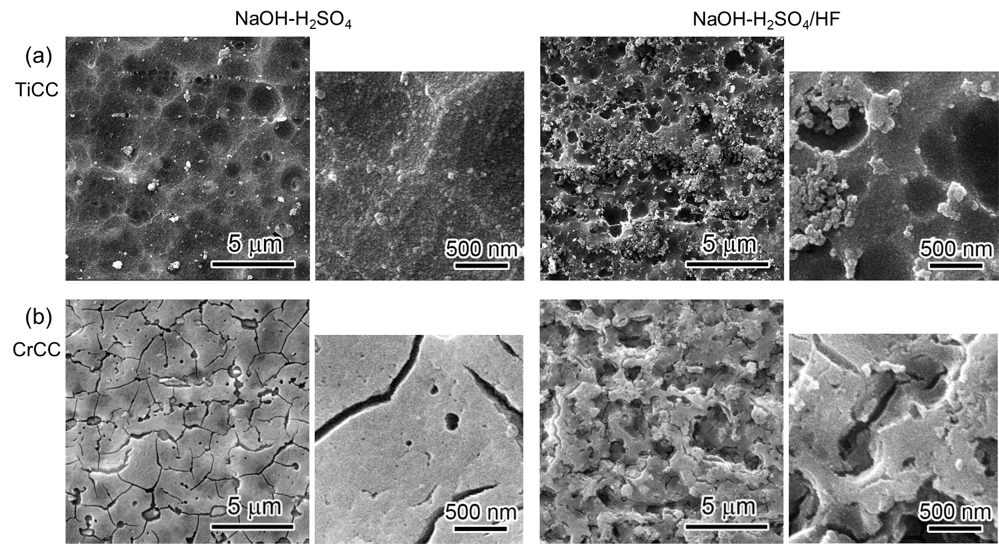 NaOH-H₂SO₄
NaOH-H₂SO₄/HF
(a)
TiCC
5 μm
500 nm
5 μm
500 nm
(b)
CrCC
5 μm
500 nm
5 μm
500 nm